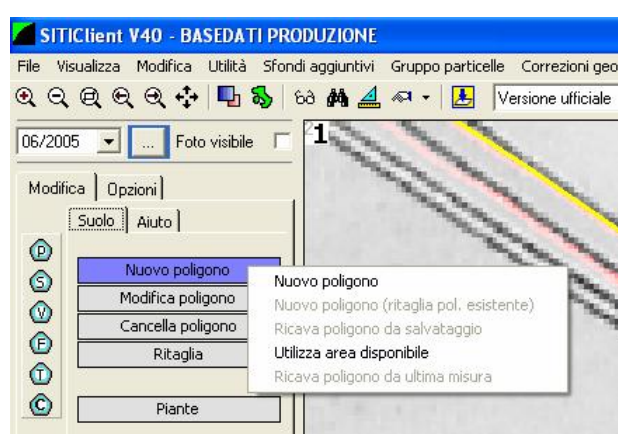 SITIClient V40 - BASEDATI PRODUZIONE
File Visualizza Modifica Utilità Sfondi aggiuntivi Gruppo particelle Correzioni geo
Versione ufficiale
06/2005 ... Foto visibile
1
Modifica Opzioni
Suolo Aiuto
P
S
V
F
T
C
Nuovo poligono
Modifica poligono
Cancella poligono
Ritaglia
Piante
Nuovo poligono
Nuovo poligono (ritaglia pol. esistente)
Ricava poligono da salvataggio
Utilizza area disponibile
Ricava poligono da ultima misura